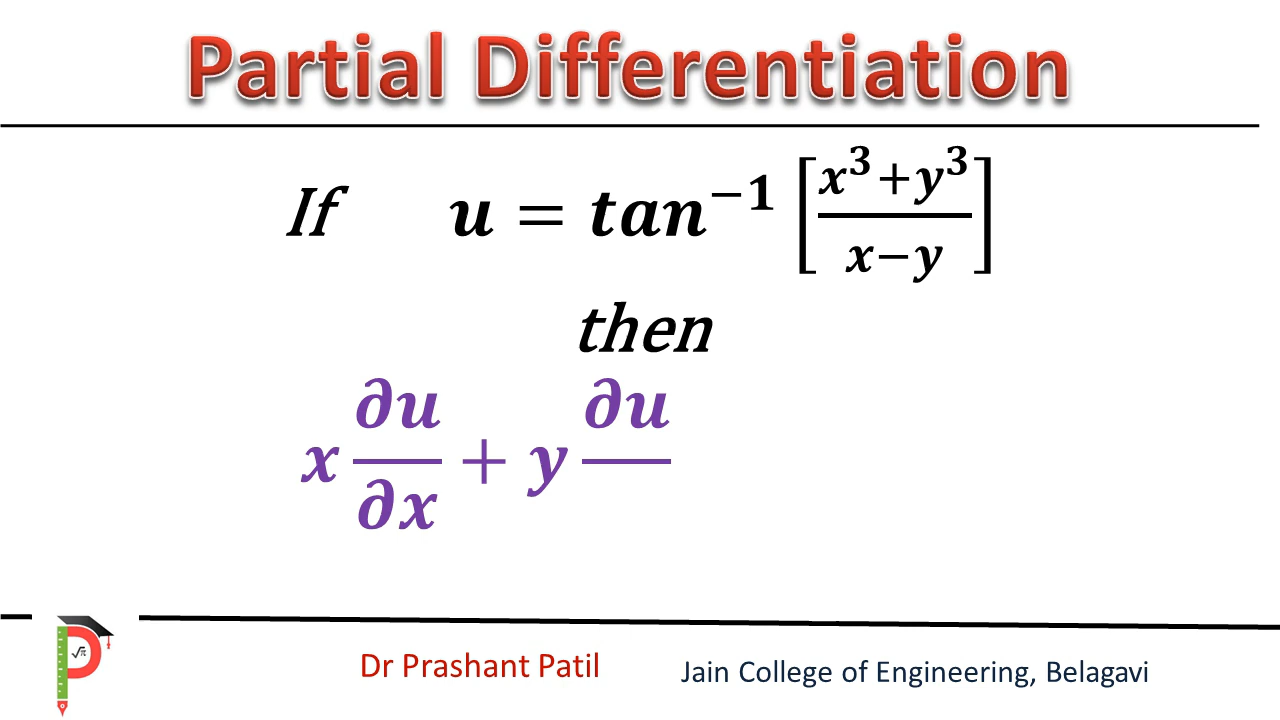 Partial Differentiation
If u = tan⁻¹ [x³+y³ / x−y]
then
x ∂u/∂x + y ∂u/
√π
Dr Prashant Patil
Jain College of Engineering, Belagavi